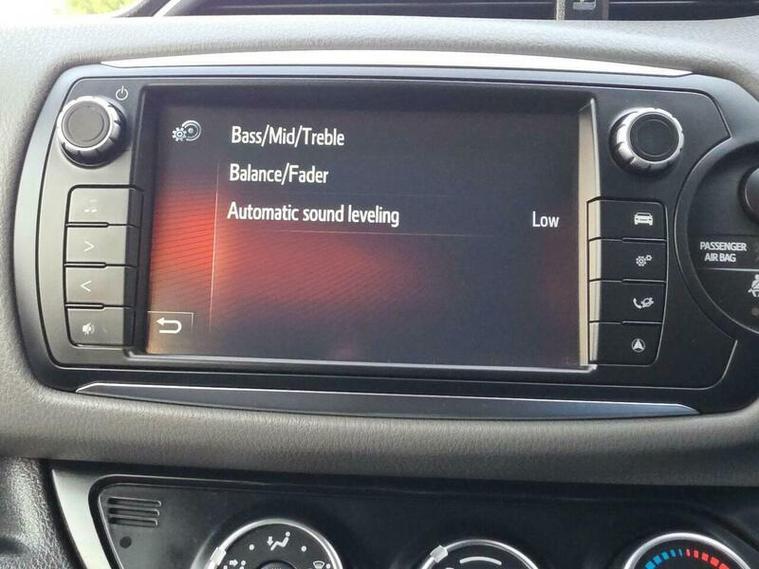 Bass/Mid/Treble
Balance/Fader
Automatic sound leveling Low
PASSENGER
AIR BAG